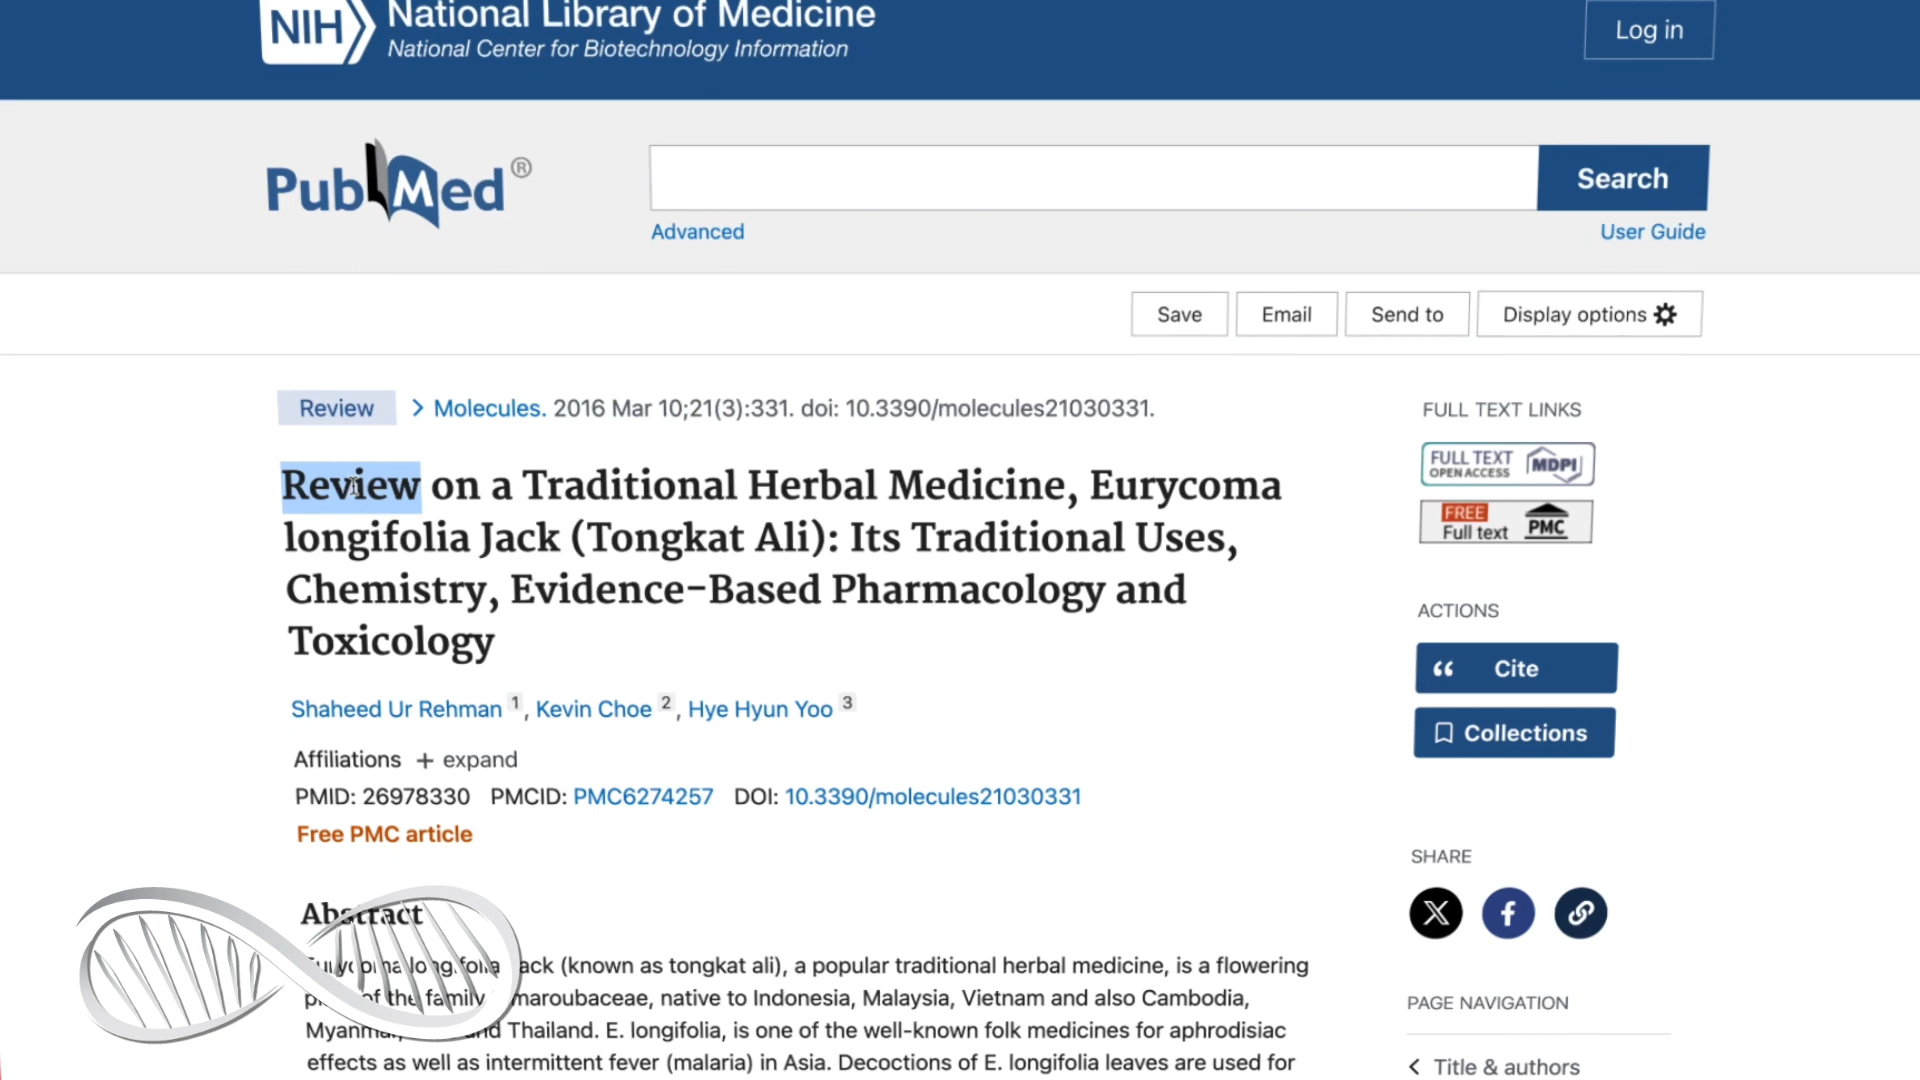 NIH National Library of Medicine
National Center for Biotechnology Information
Log in
PubMed®
Search
Advanced
User Guide
Save
Email
Send to
Display options
Review
Molecules. 2016 Mar 10;21(3):331. doi: 10.3390/molecules21030331.
Review on a Traditional Herbal Medicine, Eurycoma
longifolia Jack (Tongkat Ali): Its Traditional Uses,
Chemistry, Evidence-Based Pharmacology and
Toxicology
Shaheed Ur Rehman 1, Kevin Choe 2, Hye Hyun Yoo 3
Affiliations + expand
PMID: 26978330 PMCID: PMC6274257 DOI: 10.3390/molecules21030331
Free PMC article
Abstract
Eurycoma longifolia Jack (known as tongkat ali), a popular traditional herbal medicine, is a flowering
of the family maroubaceae, native to Indonesia, Malaysia, Vietnam and also Cambodia,
Myanmar, and Thailand. E. longifolia, is one of the well-known folk medicines for aphrodisiac
effects as well as intermittent fever (malaria) in Asia. Decoctions of E. longifolia leaves are used for
FULL TEXT LINKS
FULL TEXT
OPEN ACCESS
MDPI
FREE
Full text
PMC
ACTIONS
Cite
Collections
SHARE
X
f
PAGE NAVIGATION
Title & authors